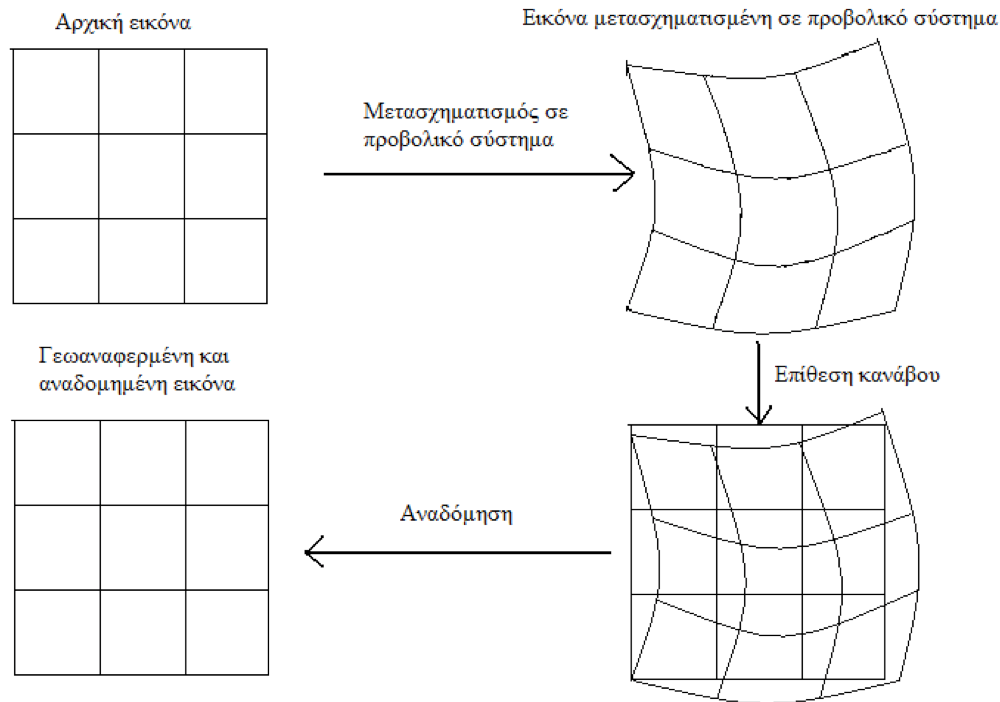 Αρχική εικόνα
Εικόνα μετασχηματισμένη σε προβολικό σύστημα
Μετασχηματισμός σε
προβολικό σύστημα
Επίθεση κανάβου
Γεωαναφερμένη και
αναδομημένη εικόνα
Αναδόμηση